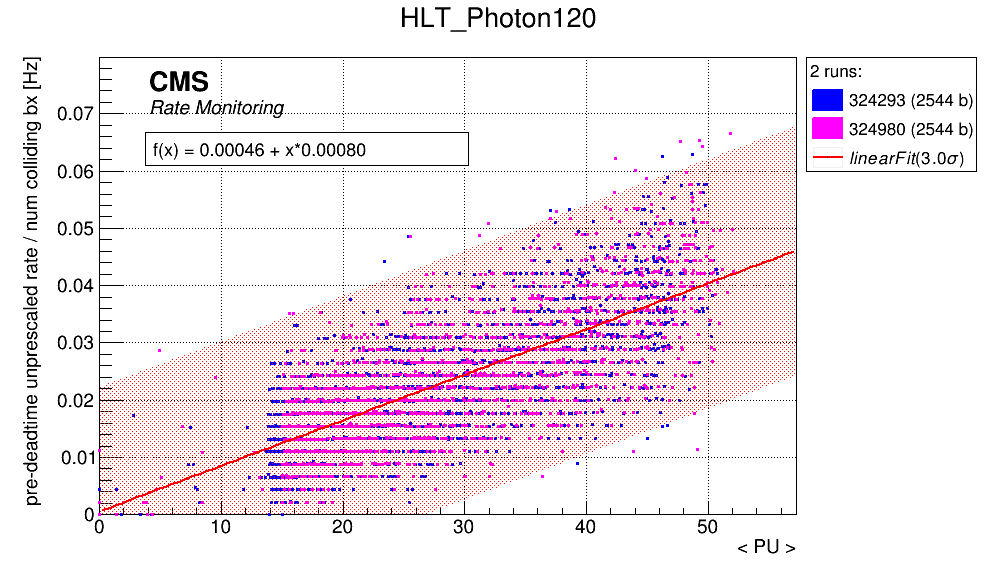 HLT_Photon120
pre-deadtime unprescaled rate / num colliding bx [Hz]
CMS
Rate Monitoring
f(x) = 0.00046 + x*0.00080
2 runs:
324293 (2544 b)
324980 (2544 b)
linearFit(3.0σ)
0.07
0.06
0.05
0.04
0.03
0.02
0.01
0
0 10 20 30 40 50
< PU >